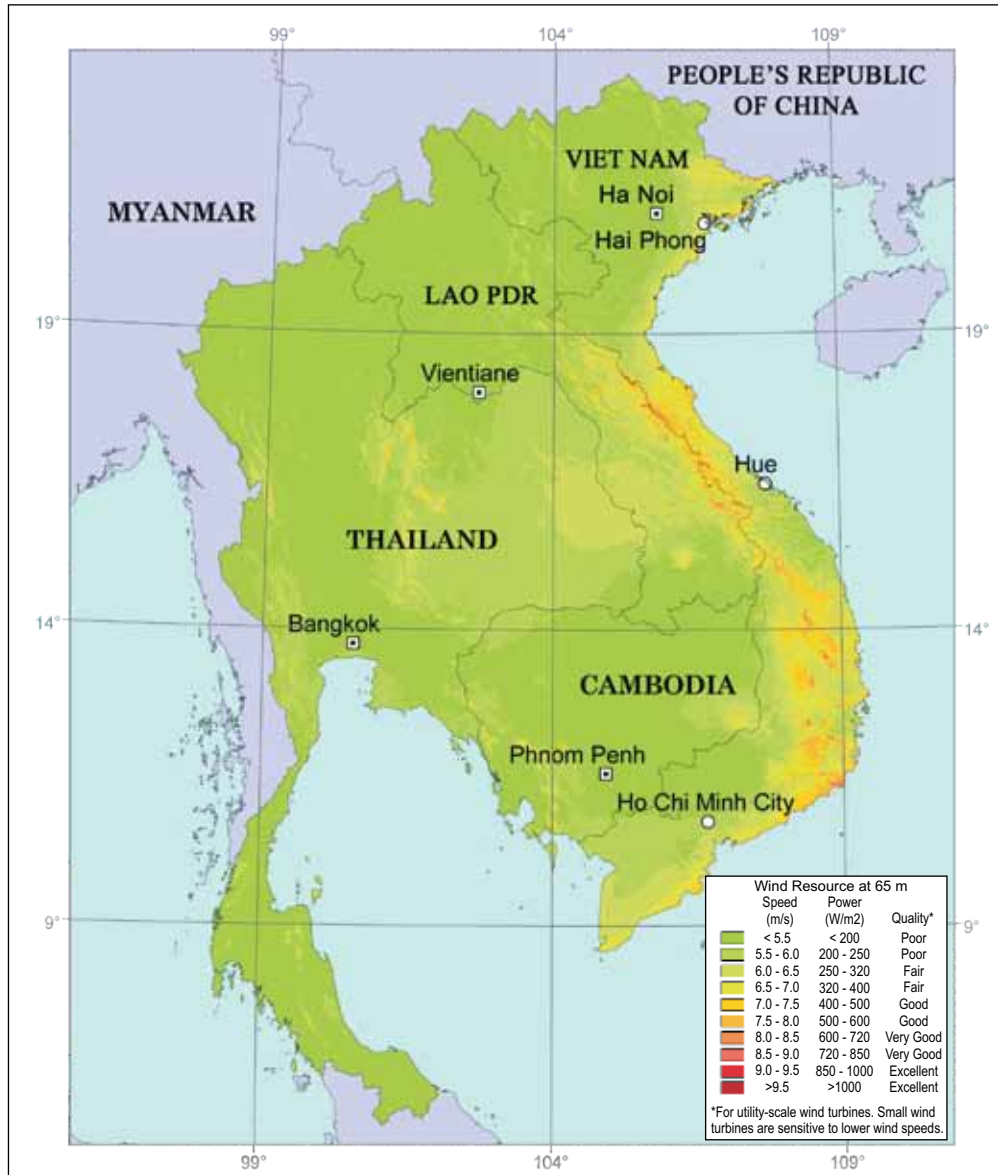 99°
104°
109°
PEOPLE'S REPUBLIC
OF CHINA
VIET NAM
Ha Noi
MYANMAR
Hai Phong
LAO PDR
19°
19°
Vientiane
Hue
THAILAND
14°
14°
Bangkok
CAMBODIA
Phnom Penh
Ho Chi Minh City
9°
9°
Wind Resource at 65 m
Speed Power
(m/s) (W/m2) Quality*
< 5.5 < 200 Poor
5.5 - 6.0 200 - 250 Poor
6.0 - 6.5 250 - 320 Fair
6.5 - 7.0 320 - 400 Fair
7.0 - 7.5 400 - 500 Good
7.5 - 8.0 500 - 600 Good
8.0 - 8.5 600 - 720 Very Good
8.5 - 9.0 720 - 850 Very Good
9.0 - 9.5 850 - 1000 Excellent
>9.5 >1000 Excellent
*For utility-scale wind turbines. Small wind
turbines are sensitive to lower wind speeds.
99°
104°
109°